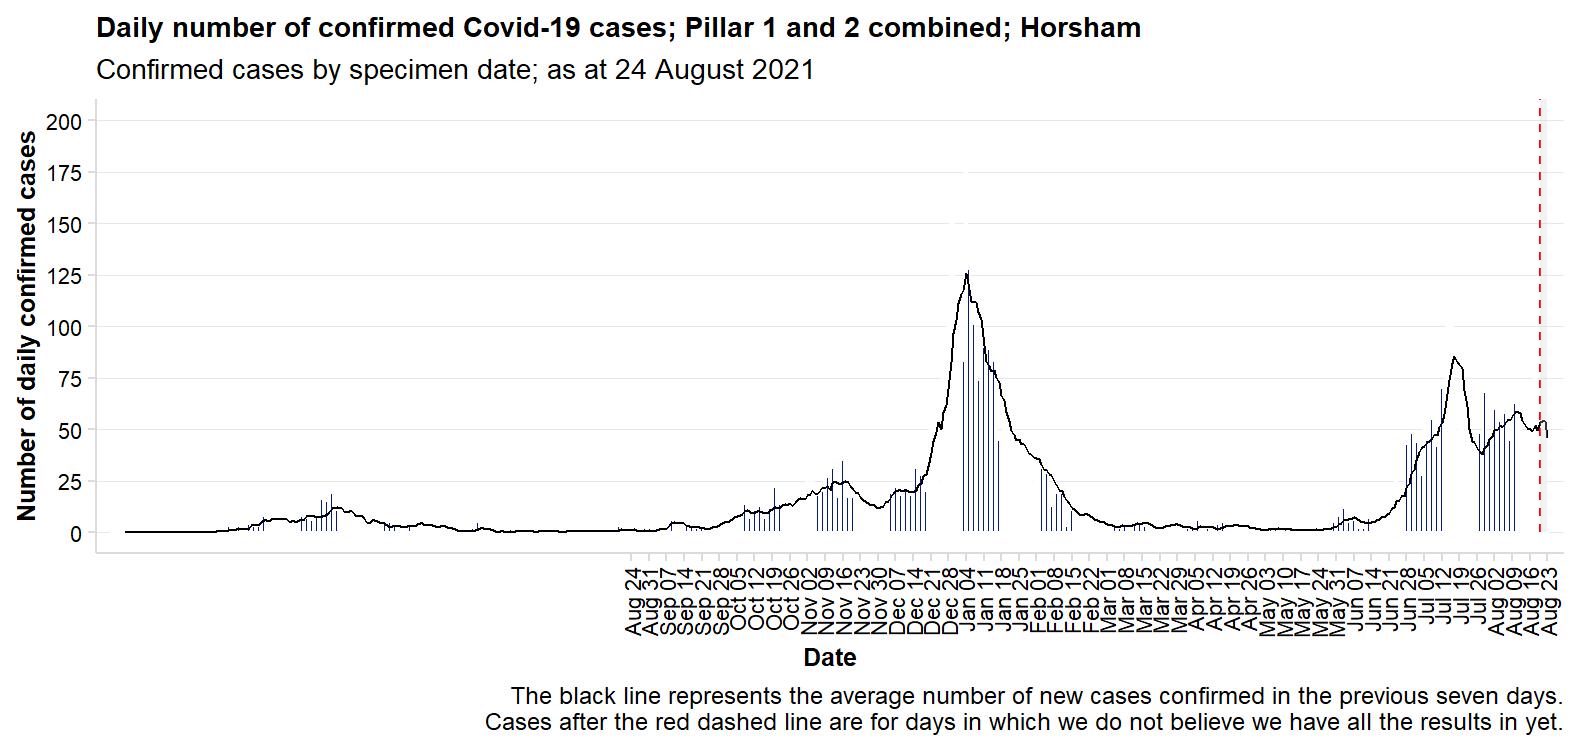 Daily number of confirmed Covid-19 cases; Pillar 1 and 2 combined; Horsham
Confirmed cases by specimen date; as at 24 August 2021
Number of daily confirmed cases
200
175
150
125
100
75
50
25
0
Aug 24
Aug 31
Sep 07
Sep 14
Sep 21
Sep 28
Oct 05
Oct 12
Oct 19
Oct 26
Nov 02
Nov 09
Nov 16
Nov 23
Nov 30
Dec 07
Dec 14
Dec 21
Dec 28
Jan 04
Jan 11
Jan 18
Jan 25
Feb 01
Feb 08
Feb 15
Feb 22
Mar 01
Mar 08
Mar 15
Mar 22
Mar 29
Apr 05
Apr 12
Apr 19
Apr 26
May 03
May 10
May 17
May 24
May 31
Jun 07
Jun 14
Jun 21
Jun 28
Jul 05
Jul 12
Jul 19
Jul 26
Aug 02
Aug 09
Aug 16
Aug 23
Date
The black line represents the average number of new cases confirmed in the previous seven days.
Cases after the red dashed line are for days in which we do not believe we have all the results in yet.